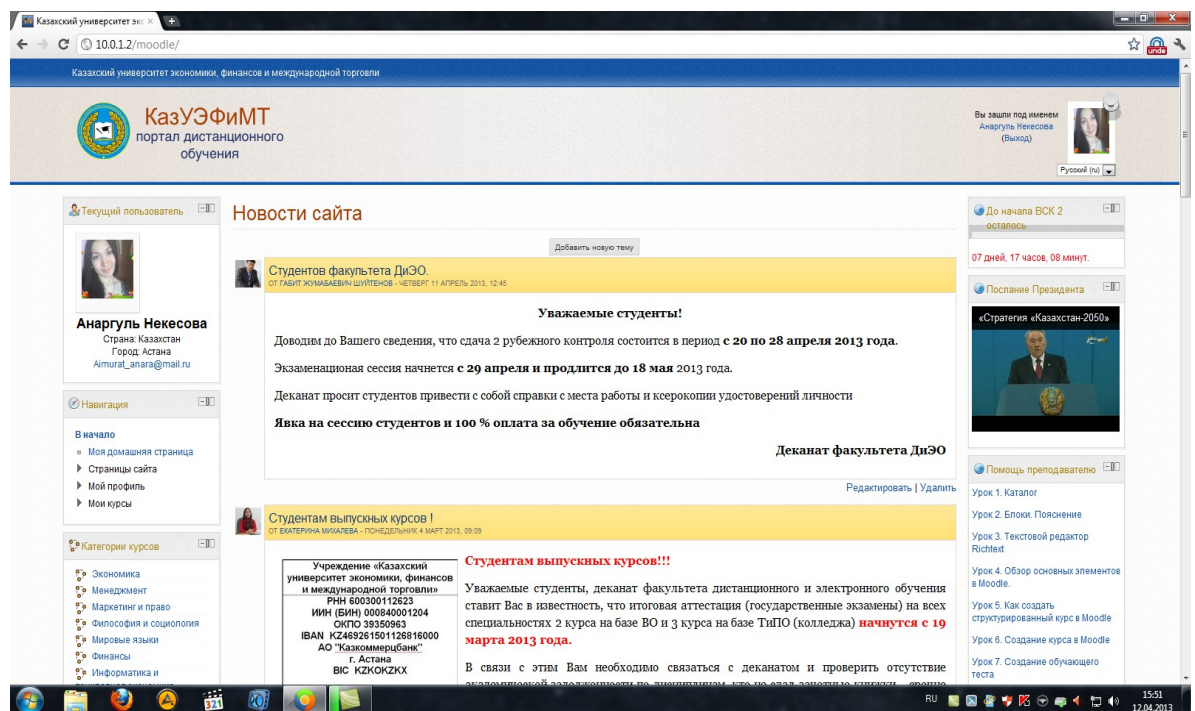 Казахский университет эк
10.0.1.2/moodle/
Казахский университет экономики, финансов и международной торговли
КазУЭФиМТ
портал дистанционного
обучения
Вы зашли под именем
Анаргуль Некесова
(Выход)
Русский (ru)
Текущий пользователь
Анаргуль Некесова
Страна: Казахстан
Город: Астана
Aimurat_anara@mail.ru
Навигация
В начало
Моя домашняя страница
Страницы сайта
Мой профиль
Мои курсы
Категории курсов
Экономика
Менеджмент
Маркетинг и право
Философия и социология
Мировые языки
Финансы
Информатика и
Новости сайта
Добавить новую тему
Студентов факультета ДиЭО.
от ГАБИТ ЖУМАБАЕВИЧ ШУЙТЕНОВ - ЧЕТВЕРГ 11 АПРЕЛЬ 2013, 12:45
Уважаемые студенты!
Доводим до Вашего сведения, что сдача 2 рубежного контроля состоится в период с 20 по 28 апреля 2013 года.
Экзаменационая сессия начнется с 29 апреля и продлится до 18 мая 2013 года.
Деканат просит студентов привести с собой справки с места работы и ксерокопии удостоверений личности
Явка на сессию студентов и 100 % оплата за обучение обязательна
Деканат факультета ДиЭО
Редактировать | Удалить
Студентам выпускных курсов !
от ЕКАТЕРИНА МИХАЛЕВА - ПОНЕДЕЛЬНИК 4 МАРТ 2013, 09:09
Учреждение «Казахский
университет экономики, финансов
и международной торговли»
РНН 600300112623
ИИН (БИН) 000840001204
ОКПО 39350963
IBAN KZ469261501126816000
АО "Казкоммерцбанк"
г. Астана
BIC KZKOKZKX
Студентам выпускных курсов!!!
Уважаемые студенты, деканат факультета дистанционного и электронного обучения
ставит Вас в известность, что итоговая аттестация (государственные экзамены) на всех
специальностях 2 курса на базе ВО и 3 курса на базе ТиПО (колледжа) начнутся с 19
марта 2013 года.
В связи с этим Вам необходимо связаться с деканатом и проверить отсутствие
До начала ВСК 2
осталось
07 дней, 17 часов, 08 минут.
Послание Президента
«Стратегия «Казахстан-2050»
Помощь преподавателю
Урок 1. Каталог
Урок 2. Блоки. Пояснение
Урок 3. Текстовой редактор
Richtext
Урок 4. Обзор основных элементов
в Moodle.
Урок 5. Как создать
структурированный курс в Moodle
Урок 6. Создание курса в Moodle
Урок 7. Создание обучающего
теста
321
RU
15:51
12.04.2013